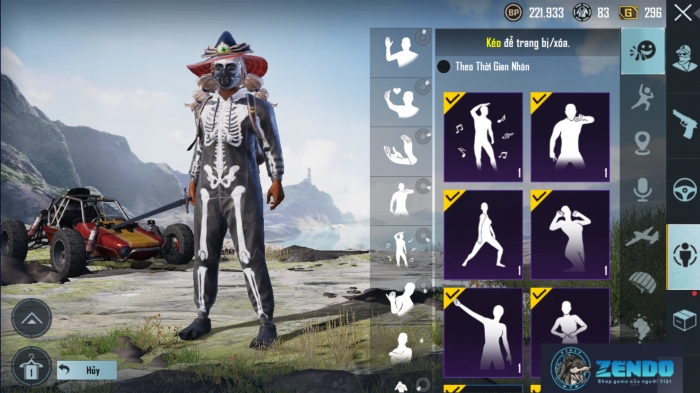 BP 221.933 83 G 296
Kéo để trang bị/xóa.
Theo Thời Gian Nhận
1
1
1
1
1
1
Hủy
ZENDO
Shop game của người Việt